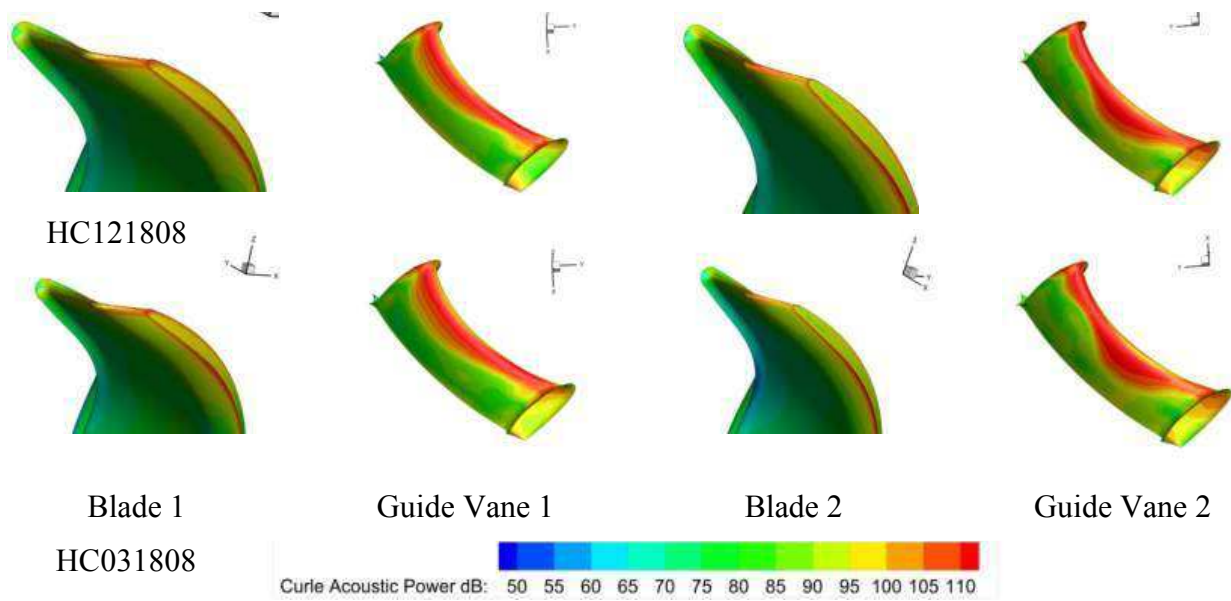 HC121808
Blade 1 Guide Vane 1 Blade 2 Guide Vane 2
HC031808
Curle Acoustic Power dB: 50 55 60 65 70 75 80 85 90 95 100 105 110